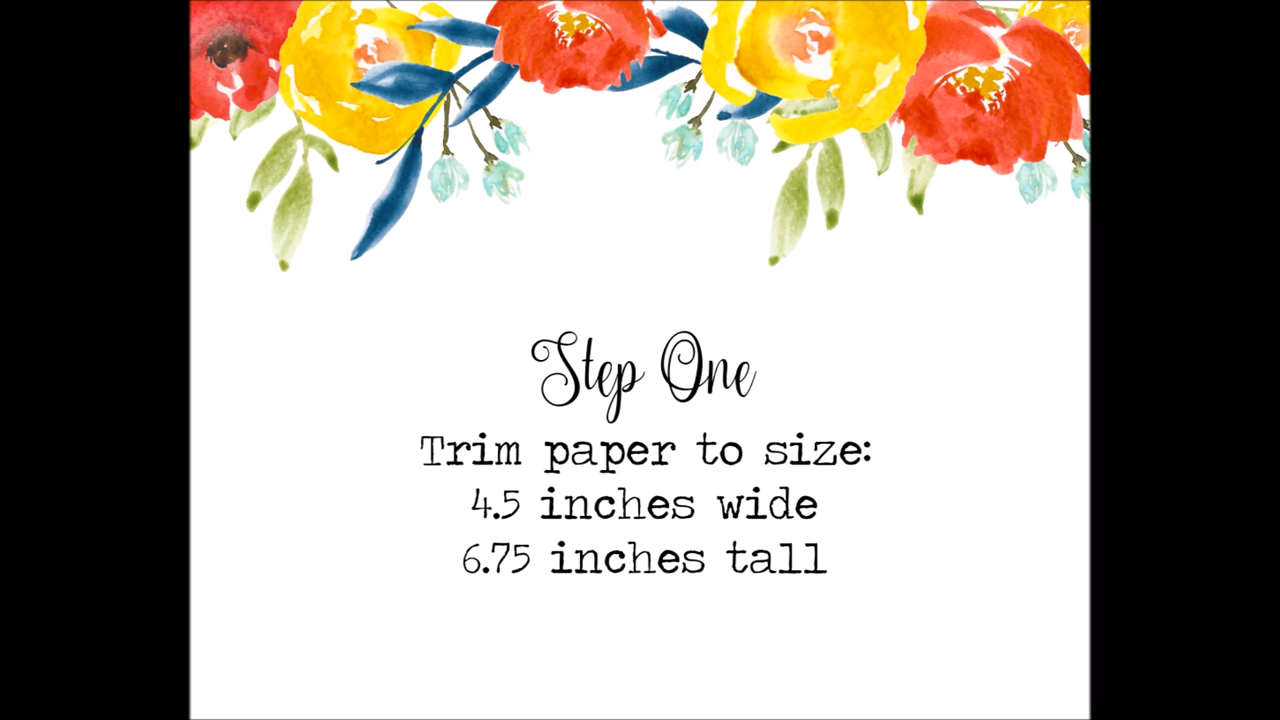 Step One
Trim paper to size:
4.5 inches wide
6.75 inches tall